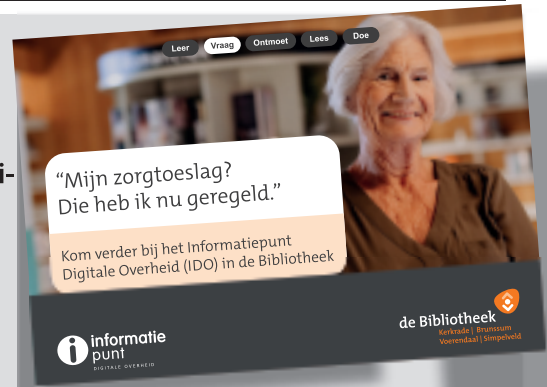 Leer Vraag Ontmoet Lees Doe
i-
“Mijn zorgtoeslag?
Die heb ik nu geregeld.”
Kom verder bij het Informatiepunt
Digitale Overheid (IDO) in de Bibliotheek
i informatie
punt
DIGITALE OVERHEID
de Bibliotheek
Kerkrade | Brunssum
Voerendaal | Simpelveld